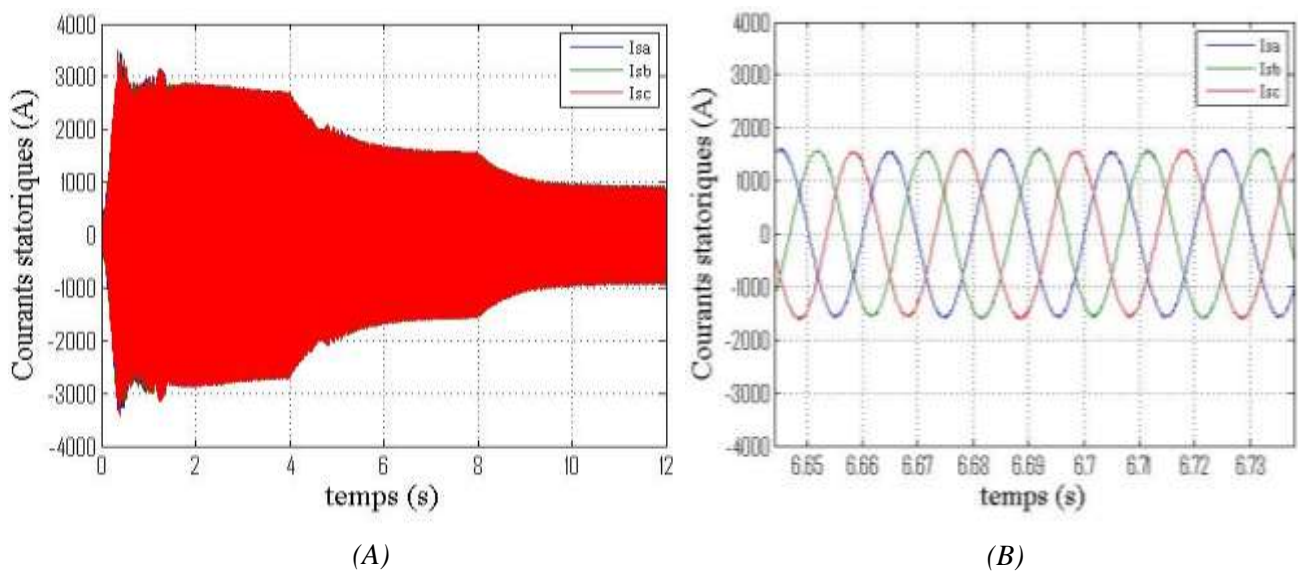 Courants statoriques (A)
4000
3000
2000
1000
0
-1000
-2000
-3000
-4000
0
2
4
6
8
10
12
temps (s)
Isa
Isb
Isc
(A)
Courants statoriques (A)
4000
3000
2000
1000
0
-1000
-2000
-3000
-4000
6.65
6.66
6.67
6.68
6.69
6.7
6.71
6.72
6.73
temps (s)
Isa
Isb
Isc
(B)